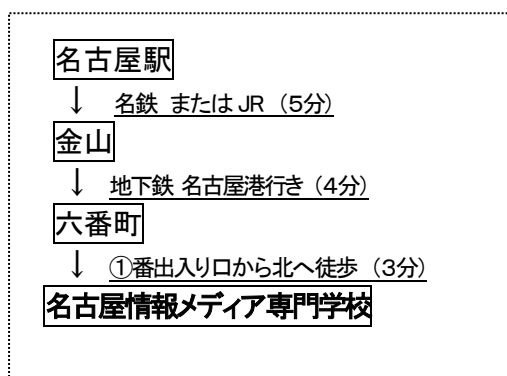 名古屋駅
↓ 名鉄 または JR (5分)
金山
↓ 地下鉄 名古屋港行き (4分)
六番町
↓ ①番出入り口から北へ徒歩 (3分)
名古屋情報メディア専門学校